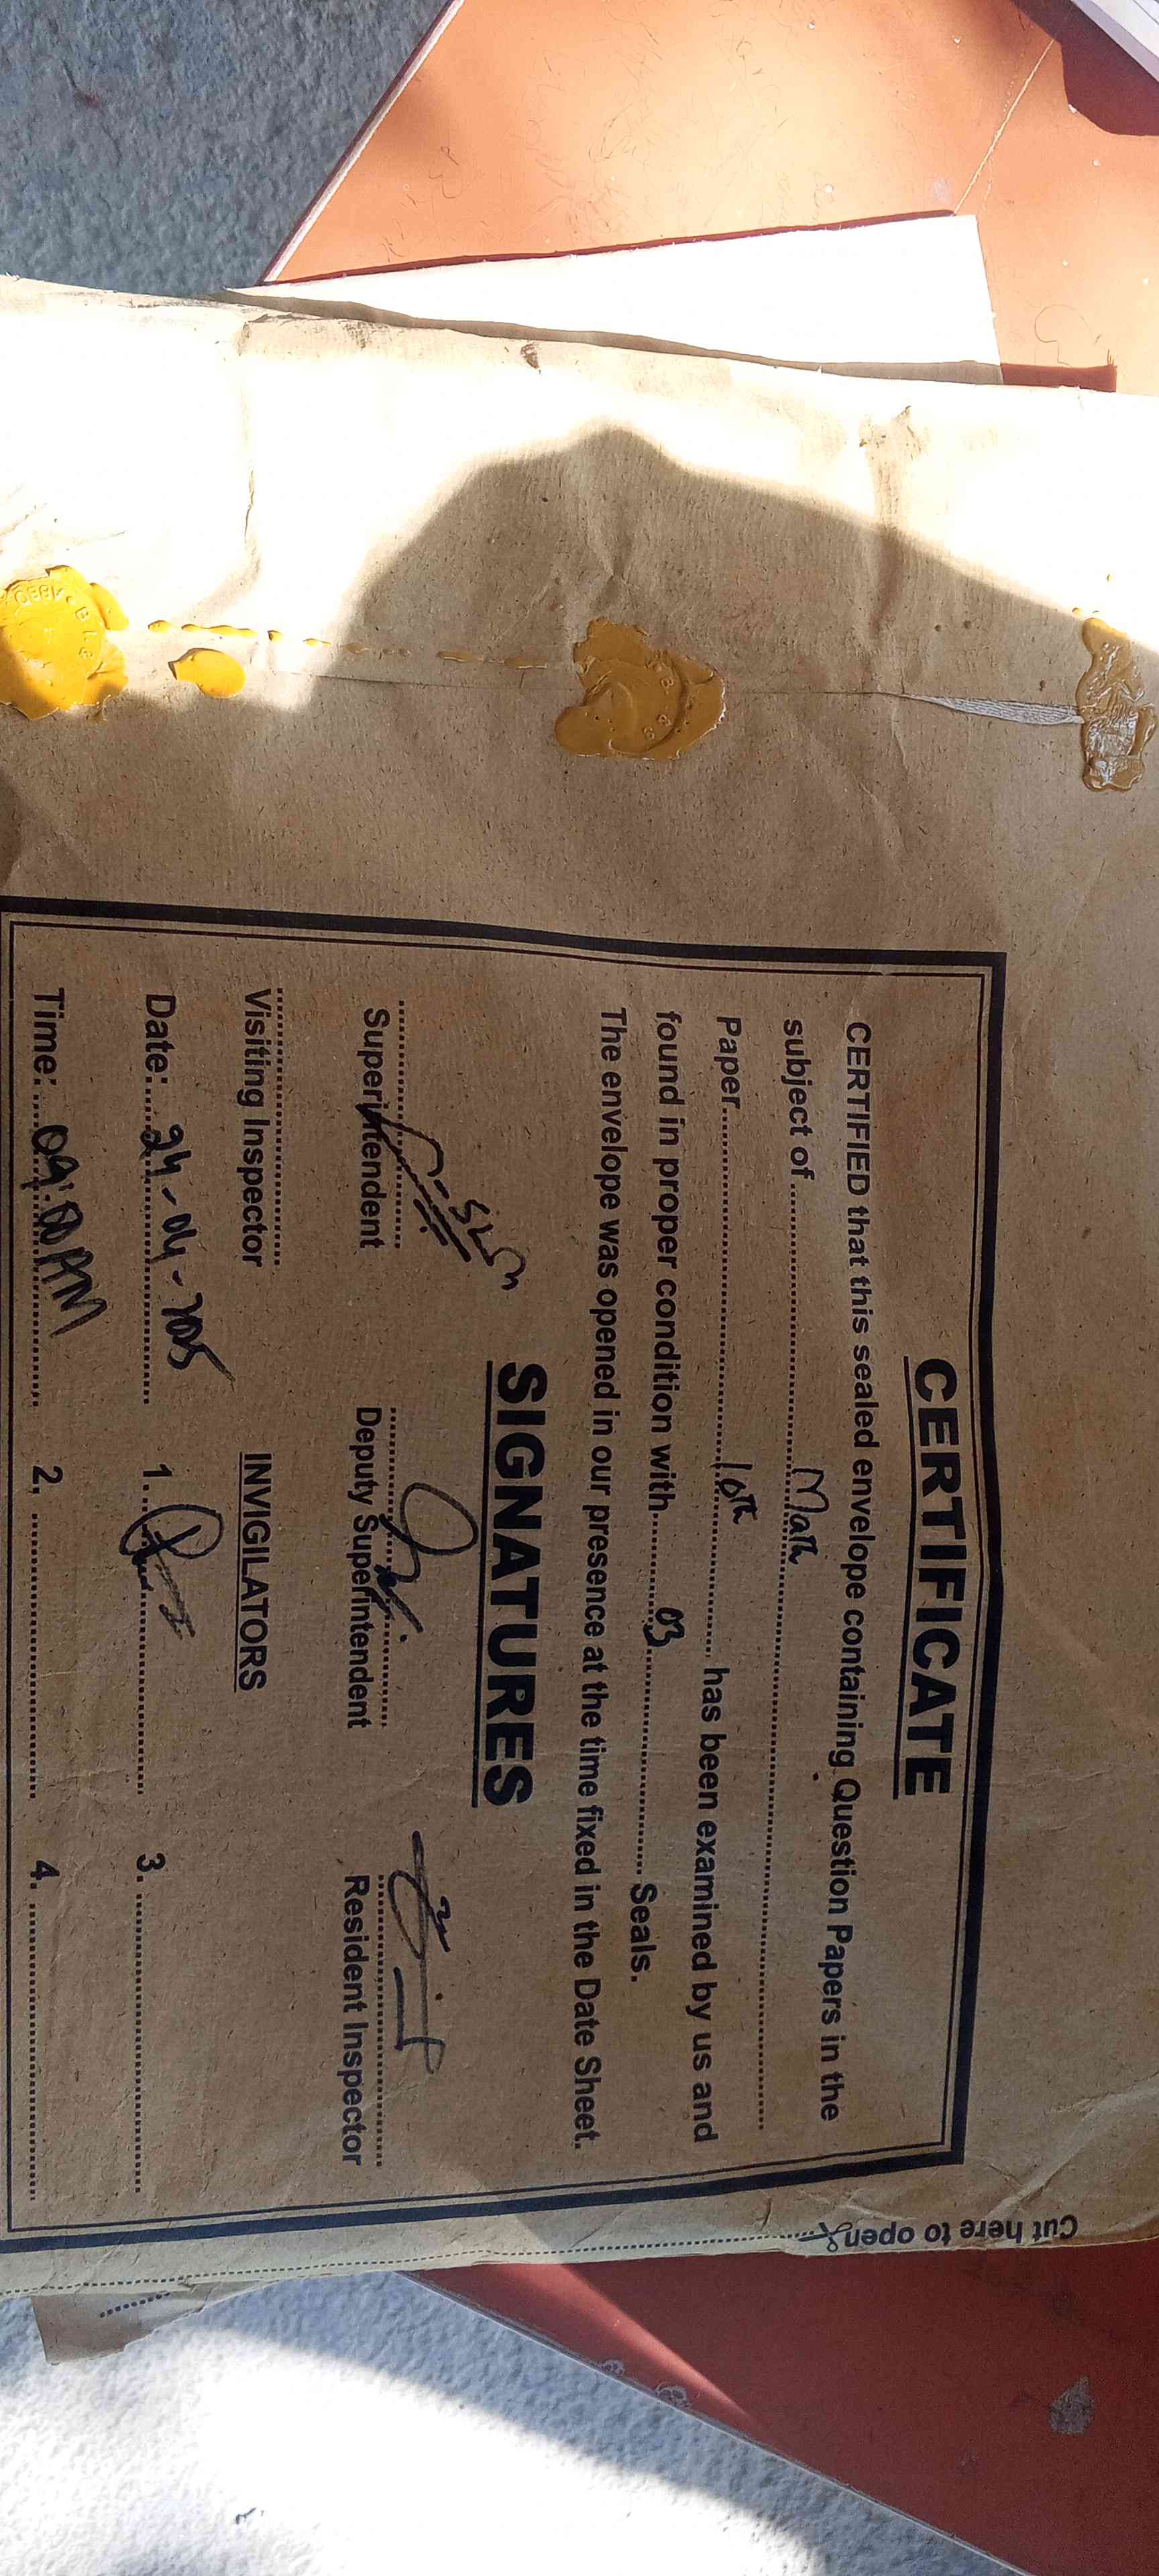 CERTIFICATE
CERTIFIED that this sealed envelope containing Question Papers in the
subject of ........ Math ........
Paper ........ 10th ........ has been examined by us and
found in proper condition with ........ 03 ........ Seals.
The envelope was opened in our presence at the time fixed in the Date Sheet.
SIGNATURES
Superintendent Deputy Superintendent Resident Inspector
Visiting Inspector INVIGILATORS
Date: 24-04-2025 1. ........ 3. ........
Time: 09:00 AM 2. ........ 4. ........
Cut here to open